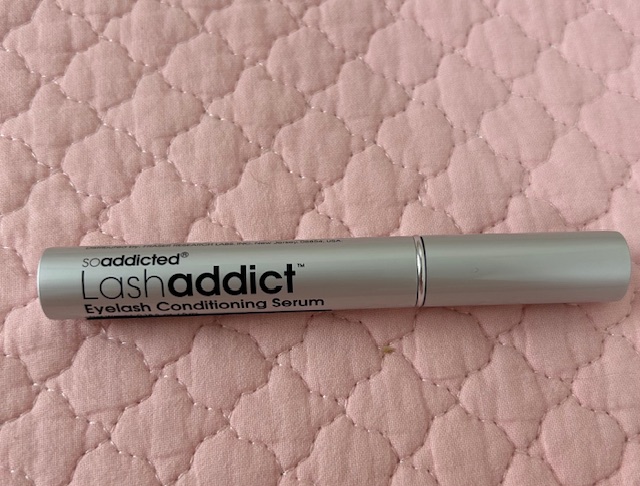 soaddicted®
Lashaddict™
Eyelash Conditioning Serum